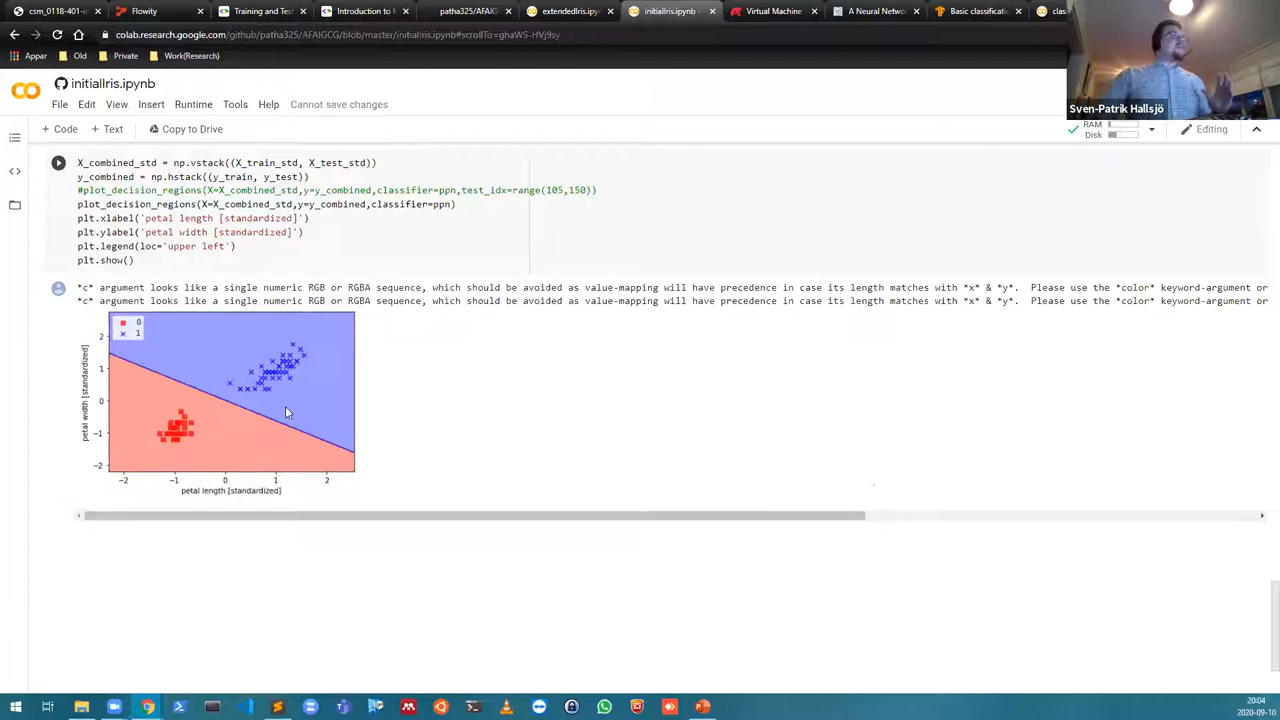 csm_0118-401-i
Flowity
Training and Test
Introduction to
patha325/AFAIG
extendedIris.ipynb
initialIris.ipynb -
Virtual Mader
A Neural Netw
Basic classificati
clas
colab.research.google.com/github/patha325/AFAIGCG/blob/master/initialIris.ipynb#scrollTo=ghaWS-HVj9sy
Appar
Old
Private
Work(Research)
CO
initialIris.ipynb
File Edit View Insert Runtime Tools Help Cannot save changes
Sven-Patrik Hallsjö
+ Code + Text Copy to Drive
RAM
Disk
Editing
X_combined_std = np.vstack((X_train_std, X_test_std))
y_combined = np.hstack((y_train, y_test))
#plot_decision_regions(X=X_combined_std,y=y_combined,classifier=ppn,test_idx=range(105,150))
plot_decision_regions(X=X_combined_std,y=y_combined,classifier=ppn)
plt.xlabel('petal length [standardized]')
plt.ylabel('petal width [standardized]')
plt.legend(loc='upper left')
plt.show()
*c* argument looks like a single numeric RGB or RGBA sequence, which should be avoided as value-mapping will have precedence in case its length matches with *x* & *y*. Please use the *color* keyword-argument or
*c* argument looks like a single numeric RGB or RGBA sequence, which should be avoided as value-mapping will have precedence in case its length matches with *x* & *y*. Please use the *color* keyword-argument or
0
1
2
1
0
−1
−2
petal width [standardized]
−2 −1 0 1 2
petal length [standardized]
20:04
2020-09-10